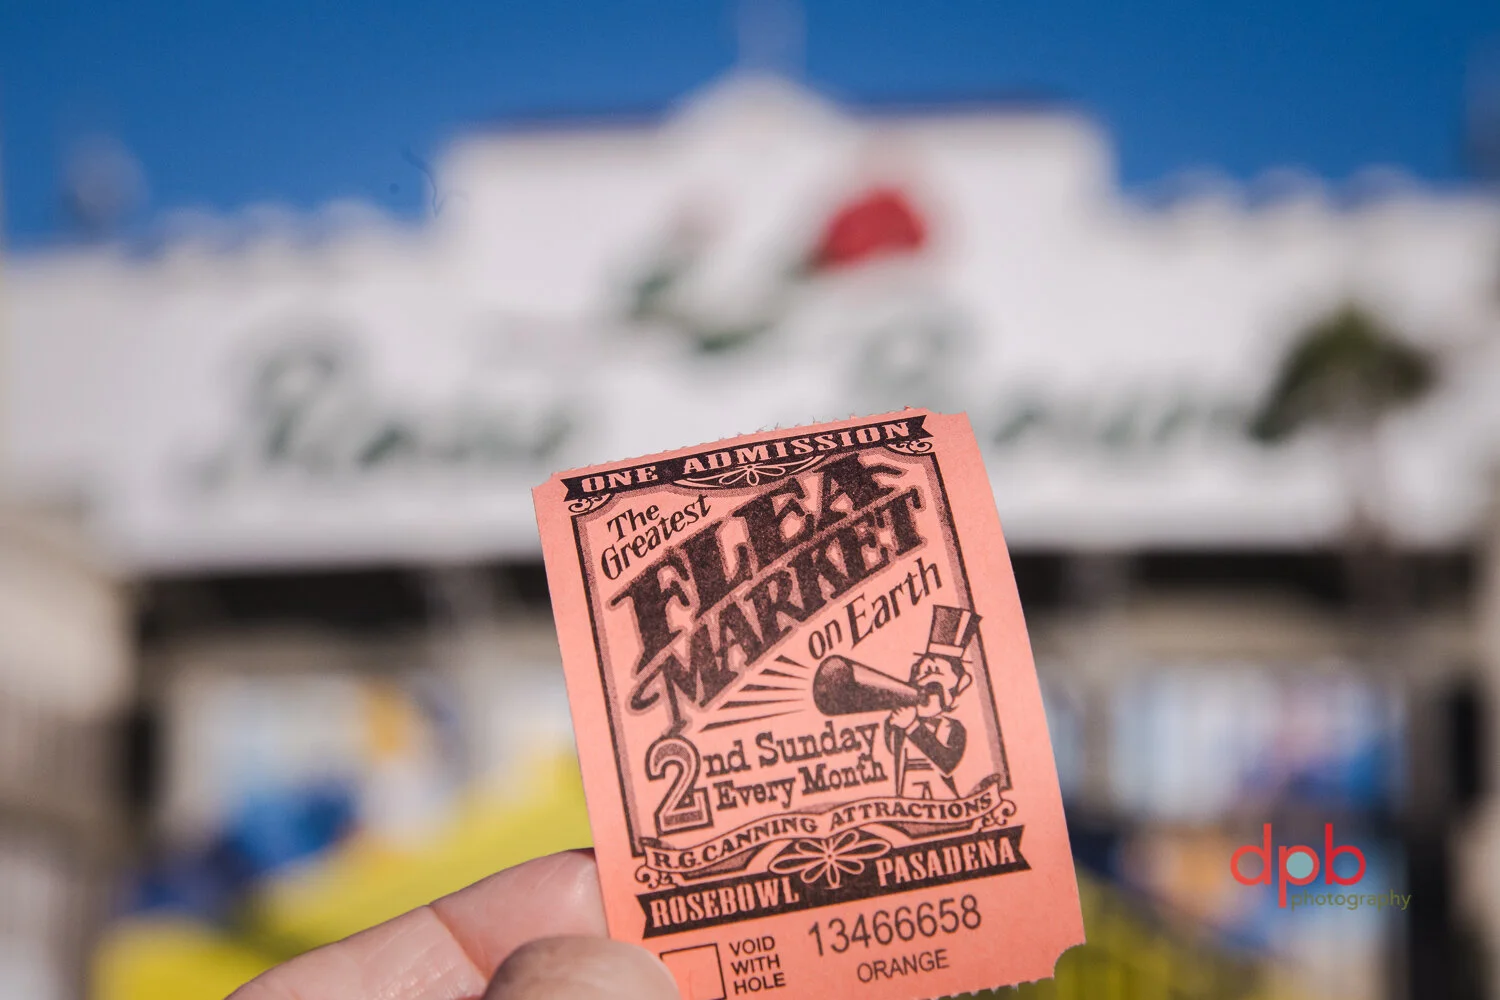 ONE ADMISSION
The
Greatest
FLEA
MARKET
on Earth
2nd Sunday
Every Month
R.G.CANNING ATTRACTIONS
ROSEBOWL PASADENA
VOID
WITH
HOLE
13466658
ORANGE
dpb
photography